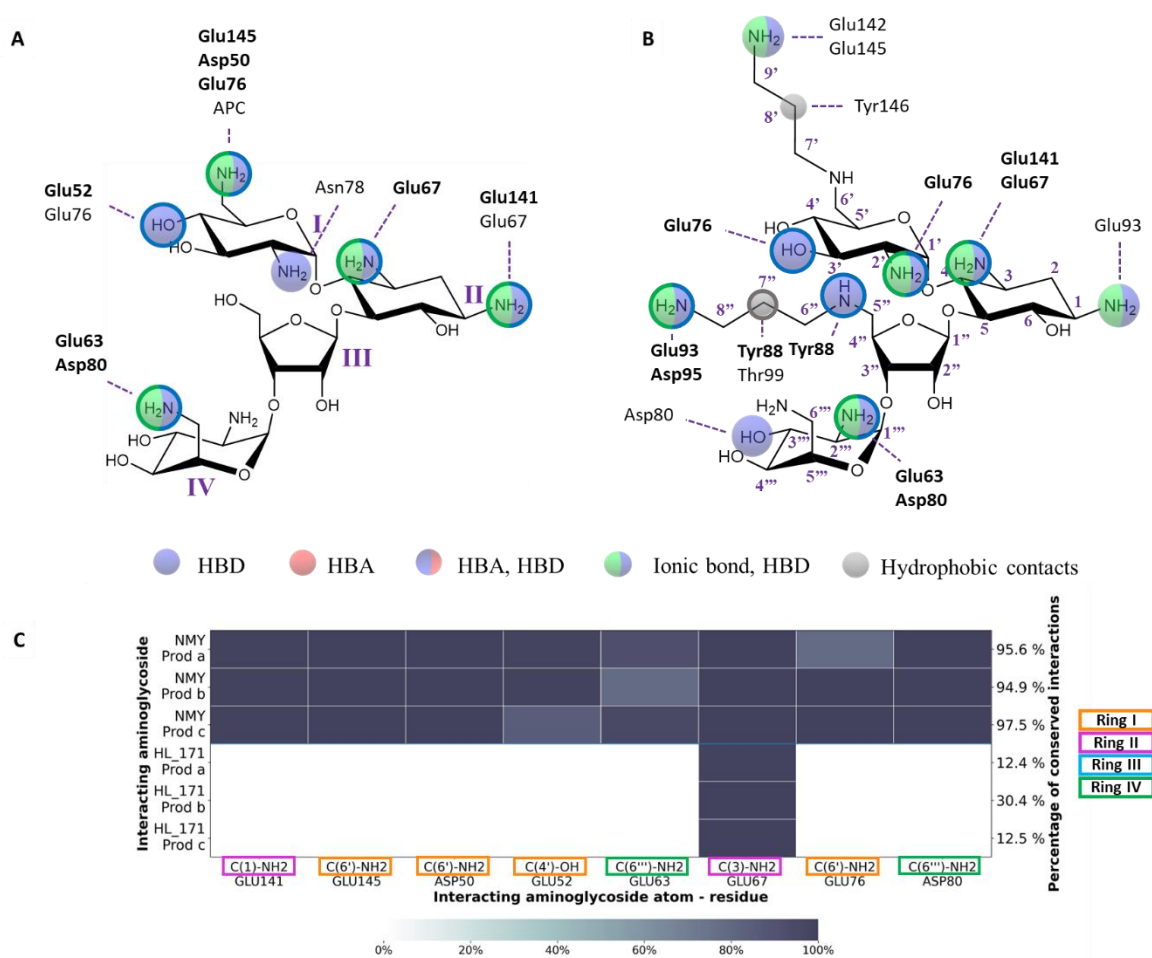 A
Glu145
Asp50
Glu76
APC
NH2
Glu52
Glu76
HO
O
HO
I
NH2
Asn78
Glu67
H2N
O
Glu141
Glu67
II
NH2
OH
HO
O
O
III
O
OH
Glu63
Asp80
H2N
NH2
HO
HO
O
IV
B
NH2
Glu142
Glu145
9’
8’
Tyr146
7’
NH
6’
5’
4’
HO
O
Glu76
HO
3’
2’
1’
NH2
Glu76
Glu141
Glu67
H2N
O
4
3
2
1
NH2
Glu93
5
6
OH
H2N
8’’
7’’
6’’
H
N
5’’
Glu93
Asp95
Tyr88
Thr99
Tyr88
4’’
O
O
1’’
3’’
2’’
O
OH
Asp80
H2N
6’’’
NH2
HO
3’’’
2’’’
1’’’
HO
4’’’
5’’’
O
Glu63
Asp80
HBD
HBA
HBA, HBD
Ionic bond, HBD
Hydrophobic contacts
C
Interacting aminoglycoside
NMY
Prod a
95.6 %
NMY
Prod b
94.9 %
NMY
Prod c
97.5 %
HL_171
Prod a
12.4 %
HL_171
Prod b
30.4 %
HL_171
Prod c
12.5 %
Percentage of conserved interactions
Ring I
Ring II
Ring III
Ring IV
C(1)-NH2 C(6')-NH2 C(6')-NH2 C(4')-OH C(6''')-NH2 C(3)-NH2 C(6')-NH2 C(6''')-NH2
GLU141 GLU145 ASP50 GLU52 GLU63 GLU67 GLU76 ASP80
Interacting aminoglycoside atom - residue
0% 20% 40% 60% 80% 100%